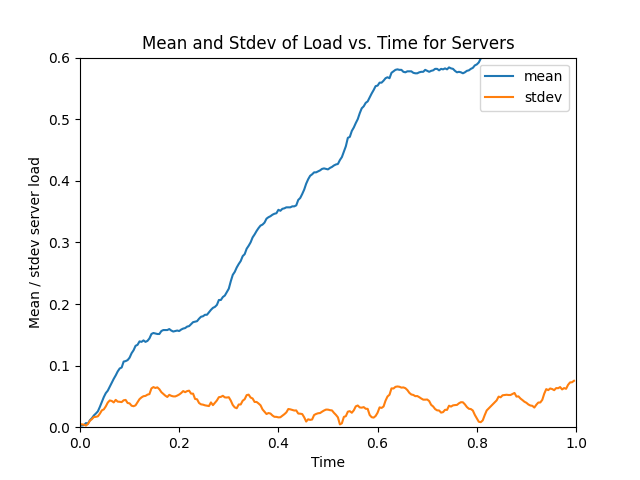 Mean and Stdev of Load vs. Time for Servers
mean
stdev
Mean / stdev server load
0.6
0.5
0.4
0.3
0.2
0.1
0.0
0.0 0.2 0.4 0.6 0.8 1.0
Time